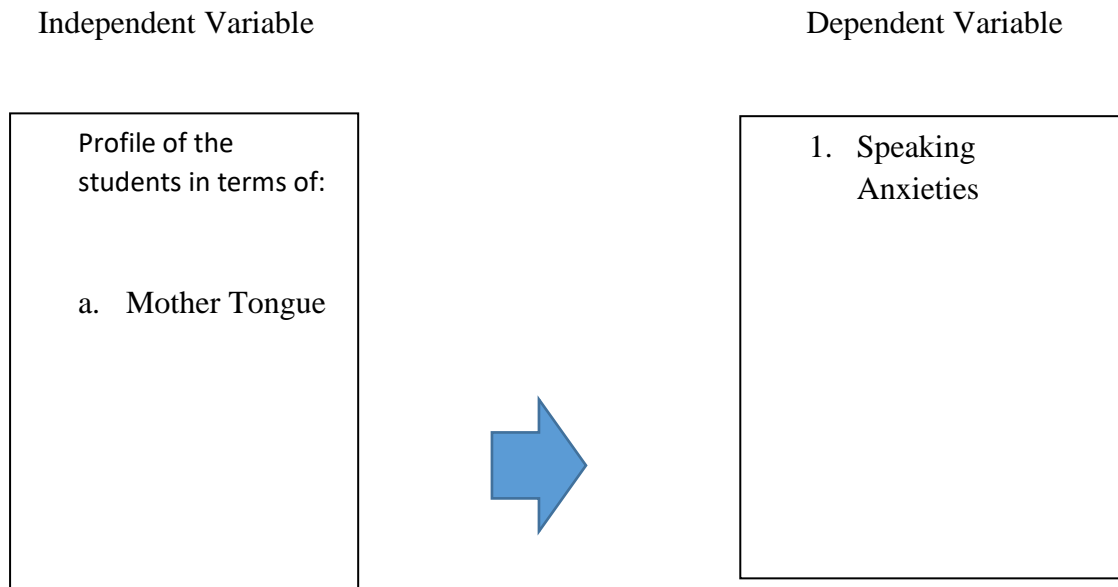 Independent Variable
Dependent Variable
Profile of the
students in terms of:
a. Mother Tongue
1. Speaking
Anxieties